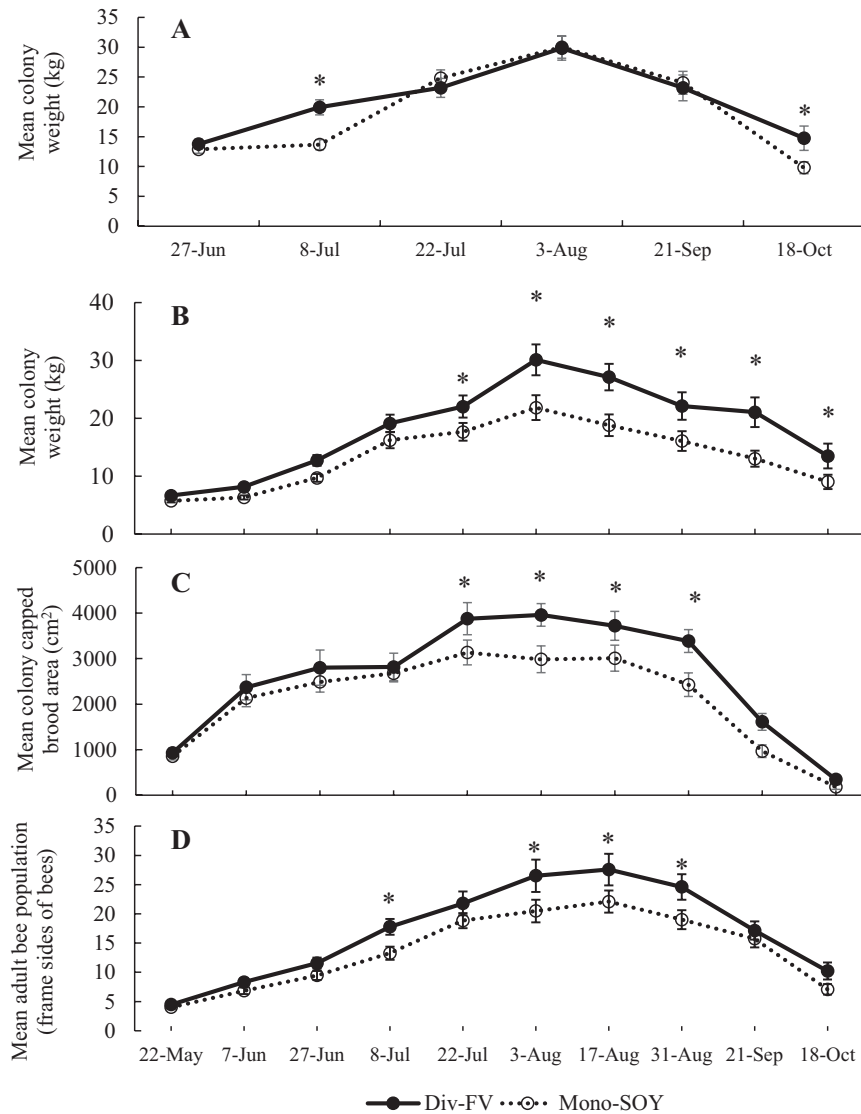 A
Mean colony
weight (kg)
35
30
25
20
15
10
5
0
*
*
27-Jun 8-Jul 22-Jul 3-Aug 21-Sep 18-Oct
B
Mean colony
weight (kg)
40
30
20
10
0
* * * * * *
C
Mean colony capped
brood area (cm²)
5000
4000
3000
2000
1000
0
* * * *
D
Mean adult bee population
(frame sides of bees)
35
30
25
20
15
10
5
0
* * * *
22-May 7-Jun 27-Jun 8-Jul 22-Jul 3-Aug 17-Aug 31-Aug 21-Sep 18-Oct
Div-FV Mono-SOY